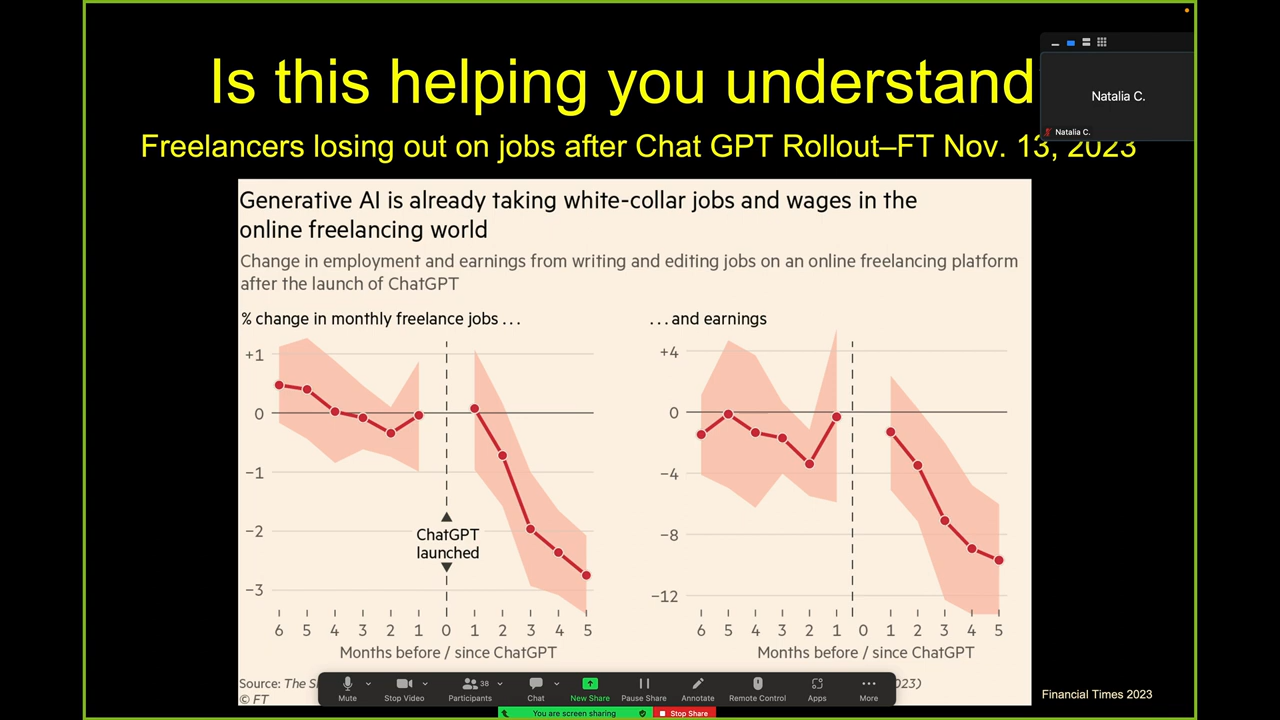 Is this helping you understand
Natalia C.
Natalia C.
Freelancers losing out on jobs after Chat GPT Rollout–FT Nov. 13, 2023
Generative AI is already taking white-collar jobs and wages in the
online freelancing world
Change in employment and earnings from writing and editing jobs on an online freelancing platform
after the launch of ChatGPT
% change in monthly freelance jobs . . .
. . . and earnings
+1
0
−1
−2
−3
ChatGPT
launched
6 5 4 3 2 1 0 1 2 3 4 5
Months before / since ChatGPT
+4
0
−4
−8
−12
6 5 4 3 2 1 0 1 2 3 4 5
Months before / since ChatGPT
Source: The
© FT
Mute
Stop Video
Participants
38
Chat
New Share
Pause Share
Annotate
Remote Control
Apps
More
You are screen sharing
Stop Share
Financial Times 2023